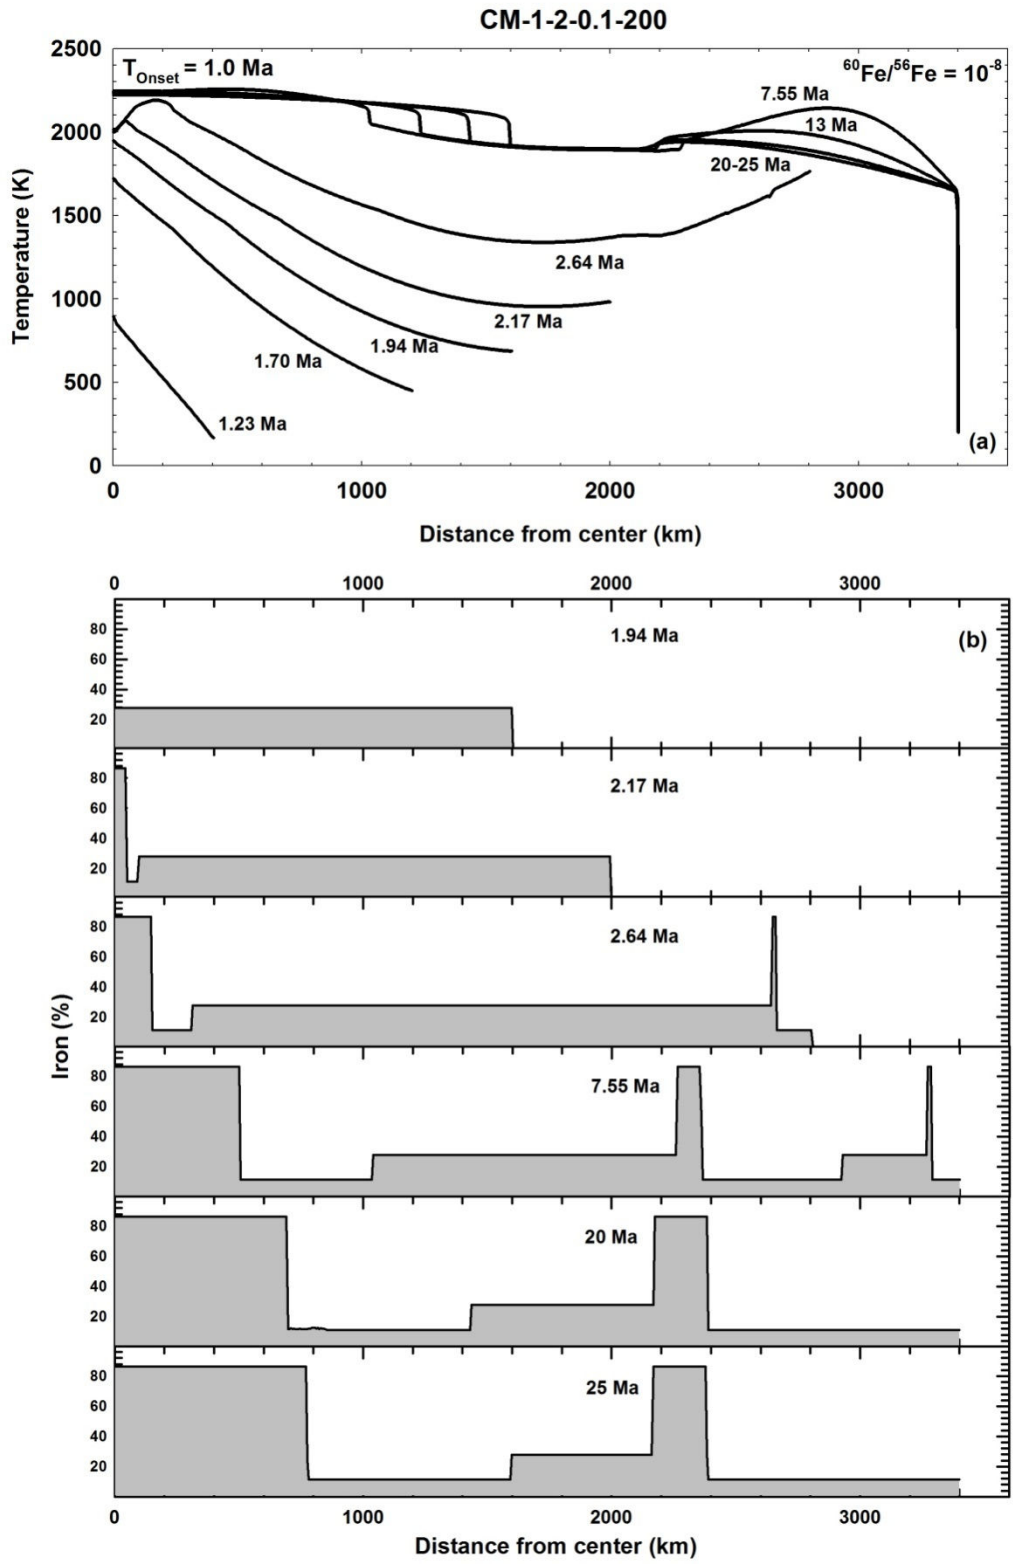 CM-1-2-0.1-200
2500
2000
1500
1000
500
0
Temperature (K)
T_Onset = 1.0 Ma
⁶⁰Fe/⁵⁶Fe = 10⁻⁸
7.55 Ma
13 Ma
20-25 Ma
2.64 Ma
2.17 Ma
1.94 Ma
1.70 Ma
1.23 Ma
(a)
0 1000 2000 3000
Distance from center (km)
0 1000 2000 3000
Iron (%)
80
60
40
20
1.94 Ma
(b)
80
60
40
20
2.17 Ma
80
60
40
20
2.64 Ma
80
60
40
20
7.55 Ma
80
60
40
20
20 Ma
80
60
40
20
25 Ma
0 1000 2000 3000
Distance from center (km)